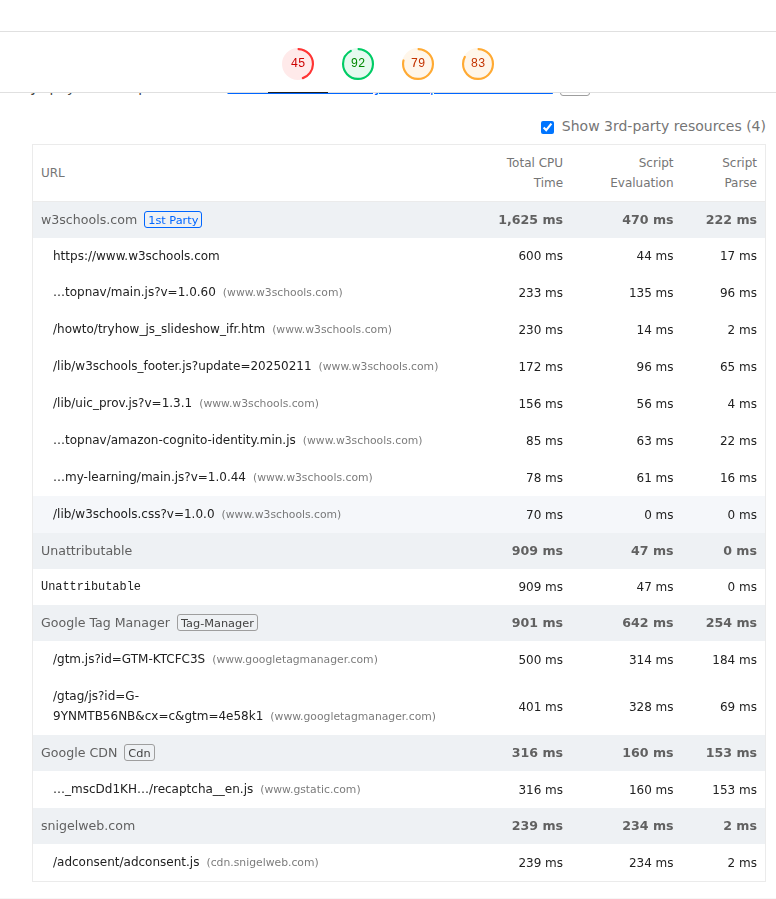 45 92 79 83
Show 3rd-party resources (4)
URL Total CPU Time Script Evaluation Script Parse
w3schools.com 1st Party 1,625 ms 470 ms 222 ms
https://www.w3schools.com 600 ms 44 ms 17 ms
…topnav/main.js?v=1.0.60 (www.w3schools.com) 233 ms 135 ms 96 ms
/howto/tryhow_js_slideshow_ifr.htm (www.w3schools.com) 230 ms 14 ms 2 ms
/lib/w3schools_footer.js?update=20250211 (www.w3schools.com) 172 ms 96 ms 65 ms
/lib/uic_prov.js?v=1.3.1 (www.w3schools.com) 156 ms 56 ms 4 ms
…topnav/amazon-cognito-identity.min.js (www.w3schools.com) 85 ms 63 ms 22 ms
…my-learning/main.js?v=1.0.44 (www.w3schools.com) 78 ms 61 ms 16 ms
/lib/w3schools.css?v=1.0.0 (www.w3schools.com) 70 ms 0 ms 0 ms
Unattributable 909 ms 47 ms 0 ms
Unattributable 909 ms 47 ms 0 ms
Google Tag Manager Tag-Manager 901 ms 642 ms 254 ms
/gtm.js?id=GTM-KTCFC3S (www.googletagmanager.com) 500 ms 314 ms 184 ms
/gtag/js?id=G-
9YNMTB56NB&cx=c&gtm=4e58k1 (www.googletagmanager.com) 401 ms 328 ms 69 ms
Google CDN Cdn 316 ms 160 ms 153 ms
…_mscDd1KH…/recaptcha__en.js (www.gstatic.com) 316 ms 160 ms 153 ms
snigelweb.com 239 ms 234 ms 2 ms
/adconsent/adconsent.js (cdn.snigelweb.com) 239 ms 234 ms 2 ms